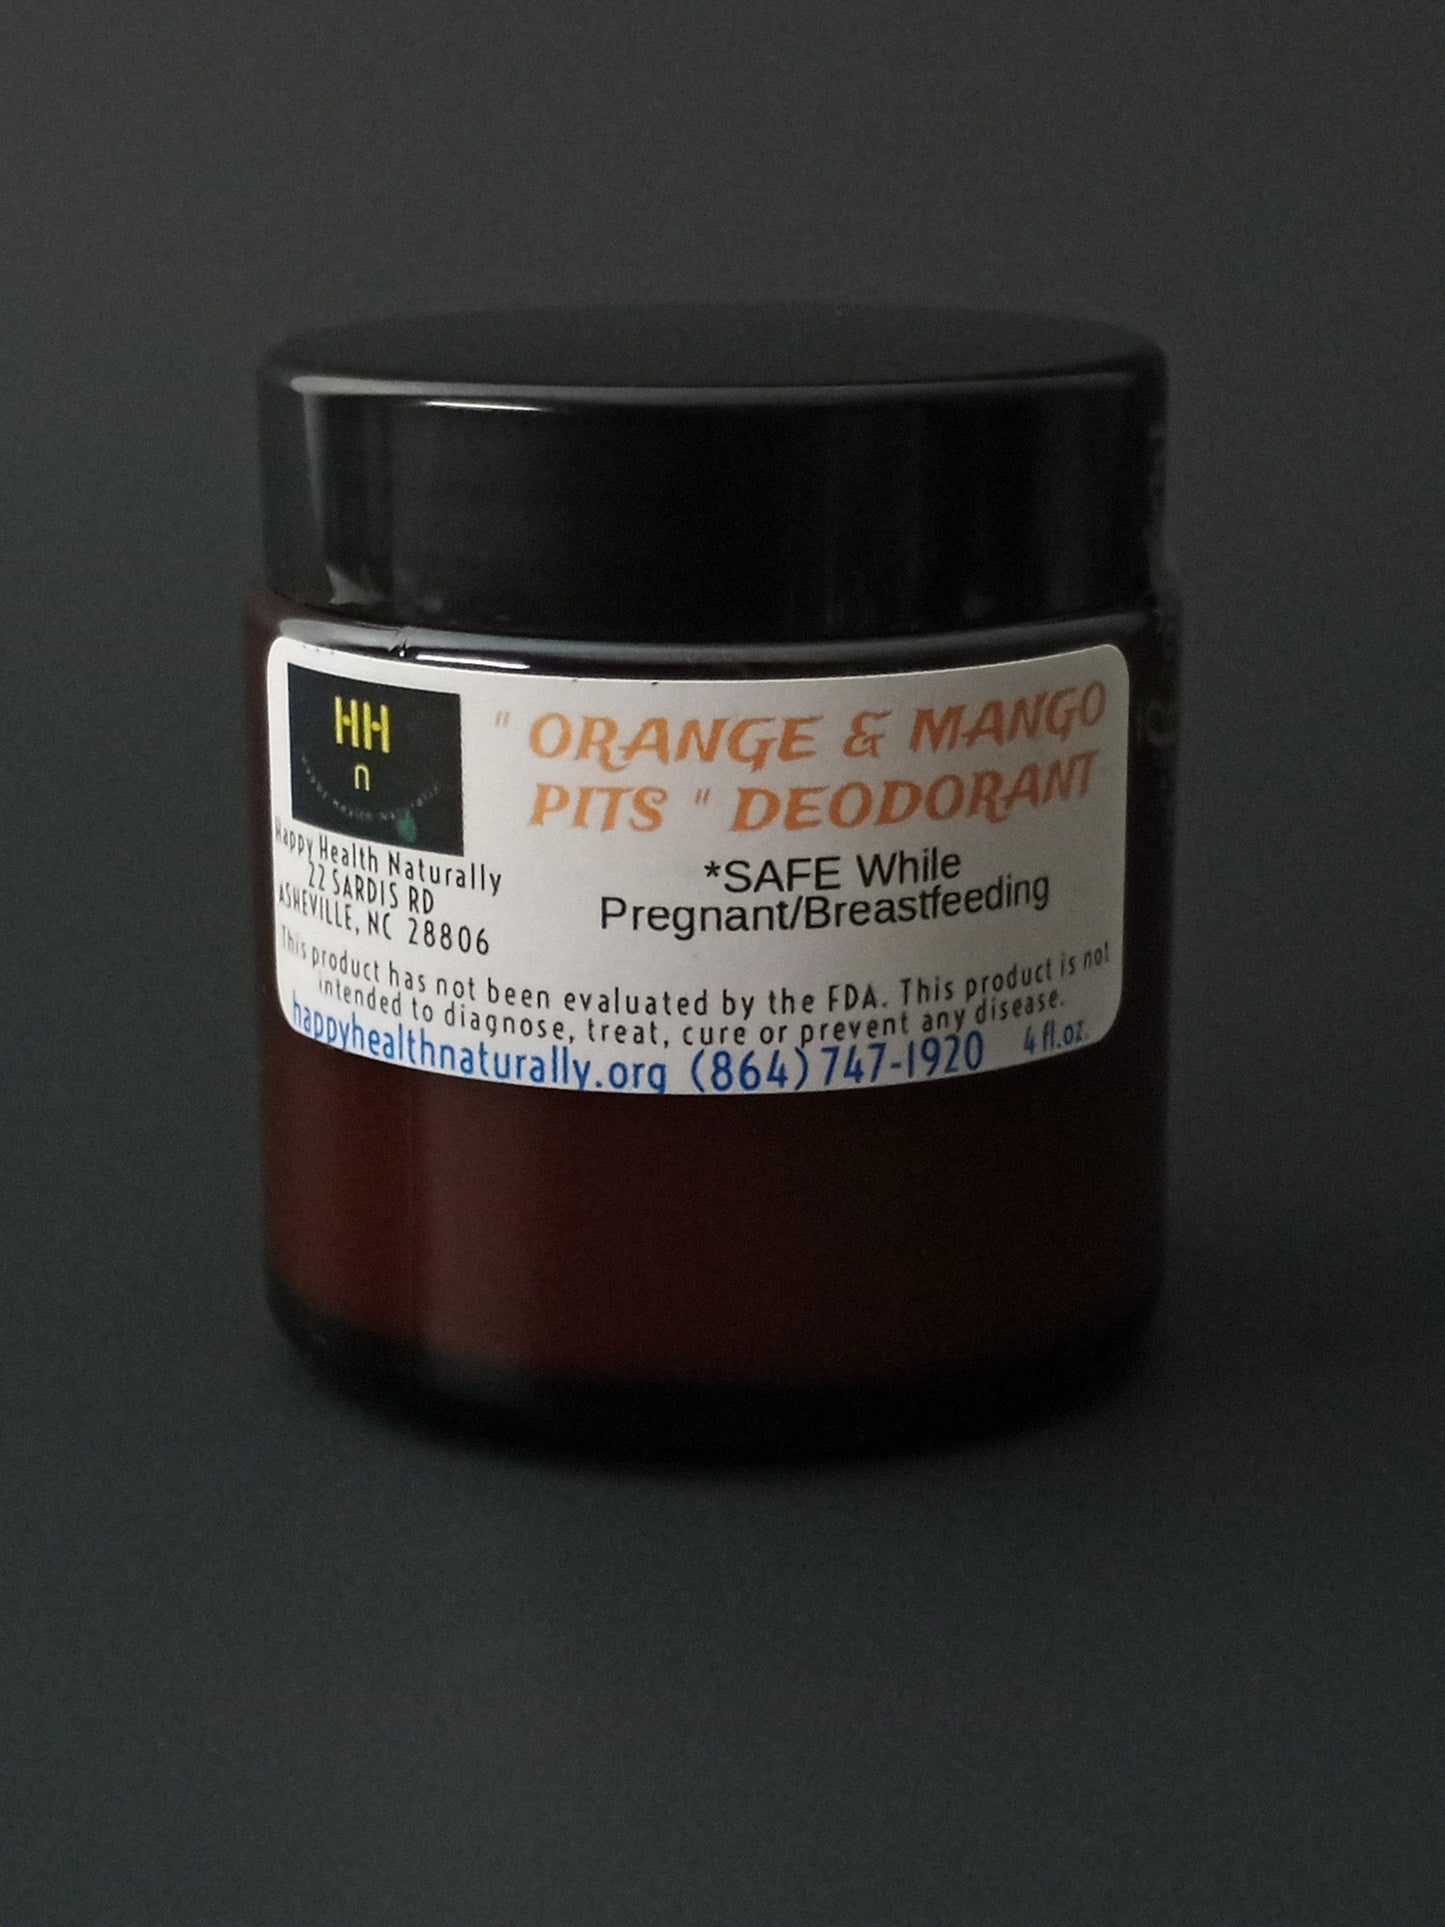 HH
n
Happy Health Naturally
22 SARDIS RD
ASHEVILLE, NC 28806
" ORANGE & MANGO
PITS " DEODORANT
*SAFE While
Pregnant/Breastfeeding
This product has not been evaluated by the FDA. This product is not
intended to diagnose, treat, cure or prevent any disease.
happyhealthnaturally.org (864) 747-1920 4 fl.oz.